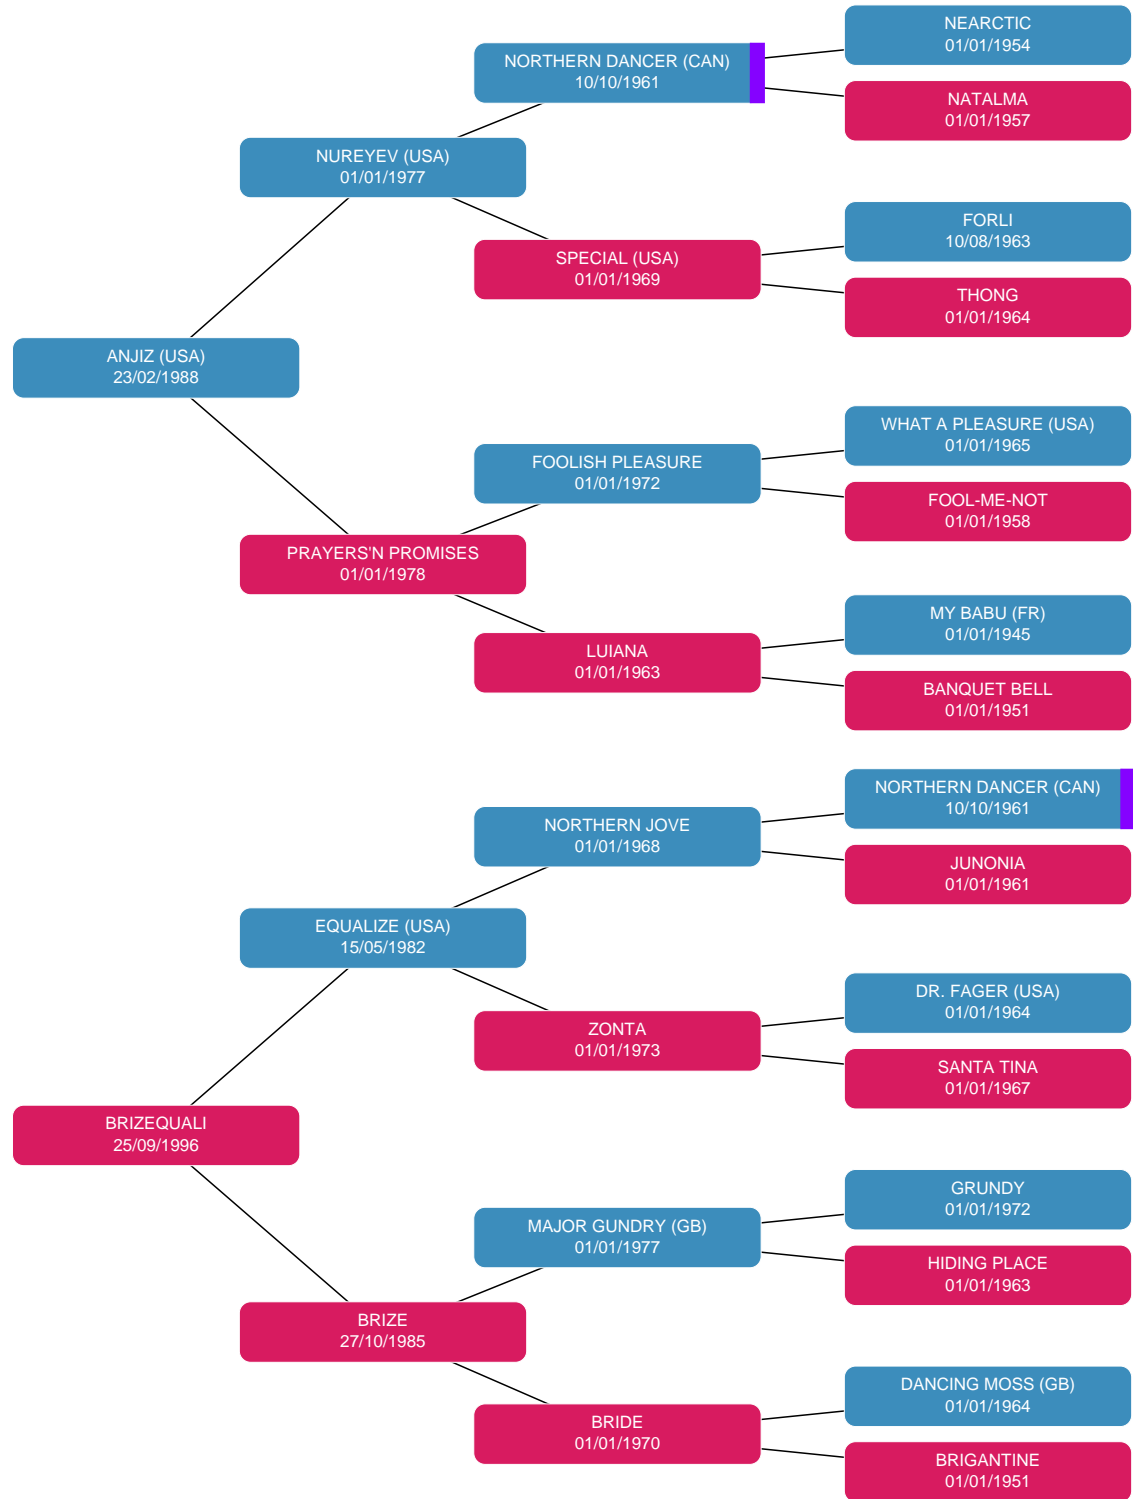 NEARCTIC
01/01/1954
NORTHERN DANCER (CAN)
10/10/1961
NATALMA
01/01/1957
NUREYEV (USA)
01/01/1977
FORLI
10/08/1963
SPECIAL (USA)
01/01/1969
THONG
01/01/1964
ANJIZ (USA)
23/02/1988
WHAT A PLEASURE (USA)
01/01/1965
FOOLISH PLEASURE
01/01/1972
FOOL-ME-NOT
01/01/1958
PRAYERS'N PROMISES
01/01/1978
MY BABU (FR)
01/01/1945
LUIANA
01/01/1963
BANQUET BELL
01/01/1951
NORTHERN DANCER (CAN)
10/10/1961
NORTHERN JOVE
01/01/1968
JUNONIA
01/01/1961
EQUALIZE (USA)
15/05/1982
DR. FAGER (USA)
01/01/1964
ZONTA
01/01/1973
SANTA TINA
01/01/1967
BRIZEQUALI
25/09/1996
GRUNDY
01/01/1972
MAJOR GUNDRY (GB)
01/01/1977
HIDING PLACE
01/01/1963
BRIZE
27/10/1985
DANCING MOSS (GB)
01/01/1964
BRIDE
01/01/1970
BRIGANTINE
01/01/1951